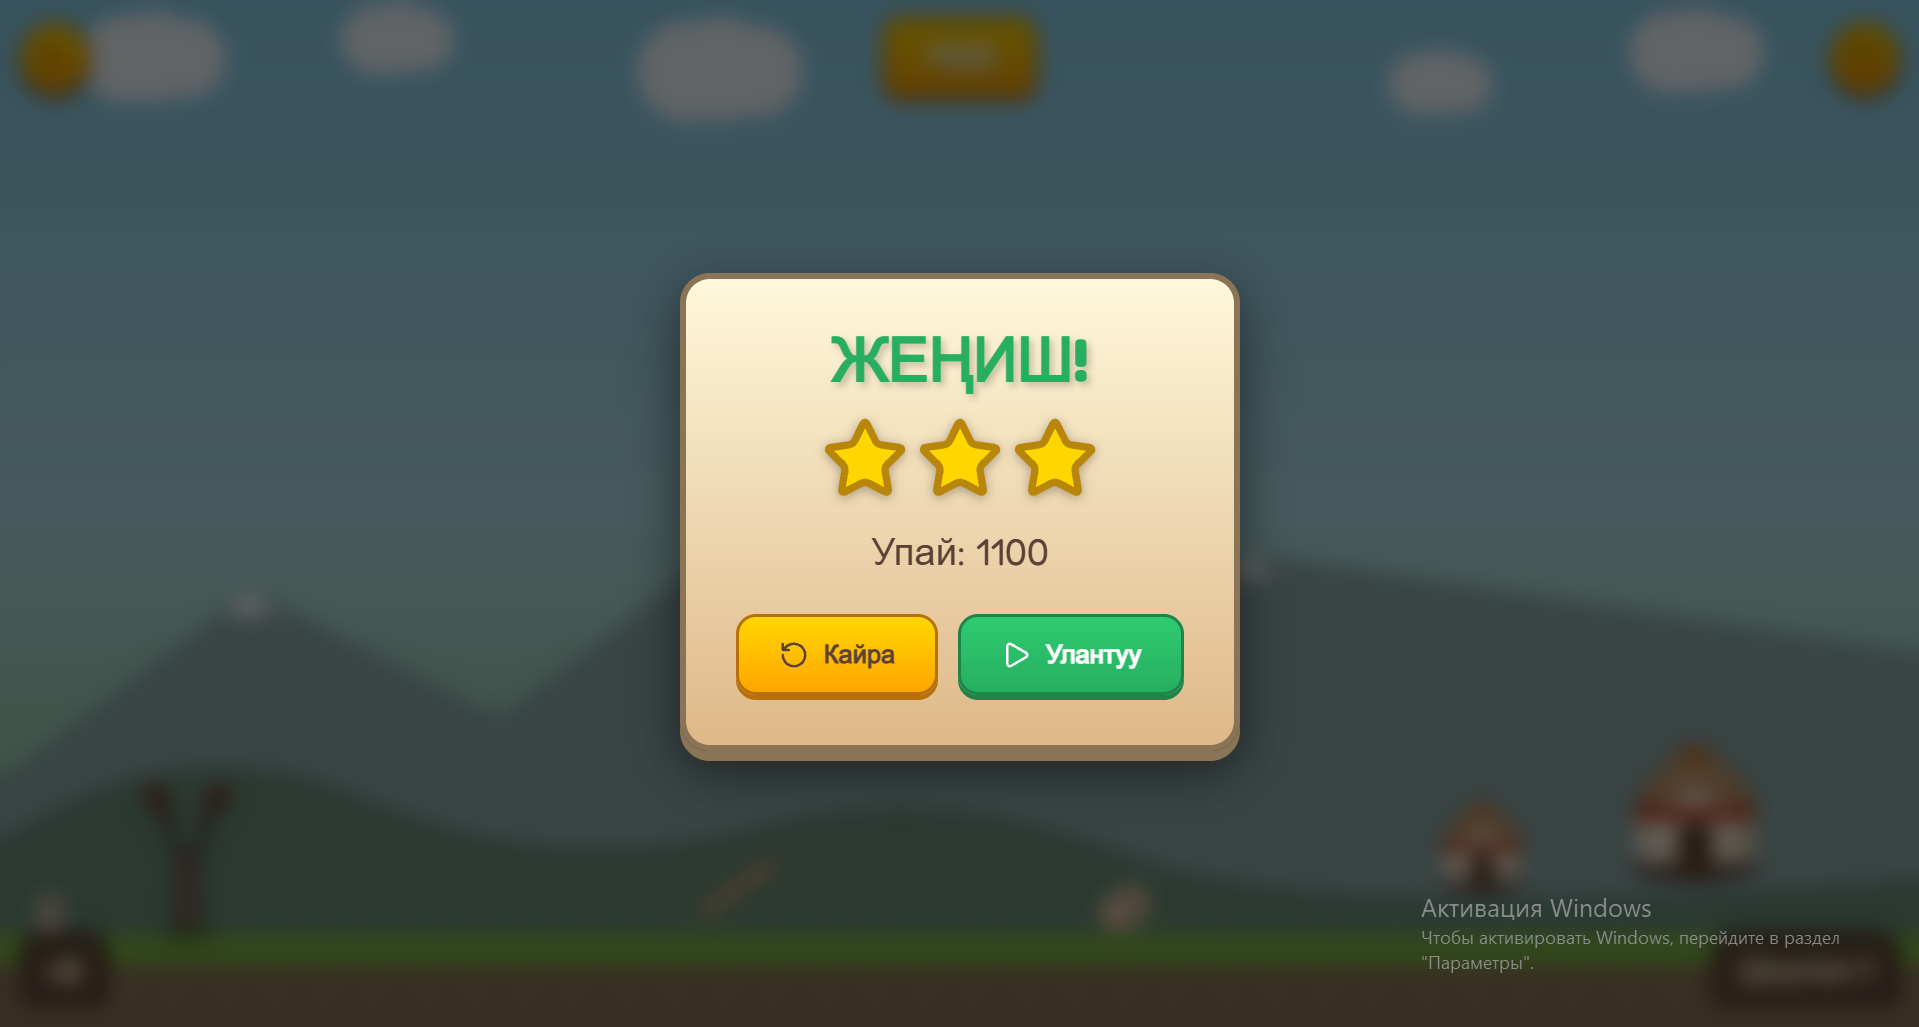 ЖЕҢИШ!
Упай: 1100
Кайра
Улантуу
Активация Windows
Чтобы активировать Windows, перейдите в раздел
"Параметры".